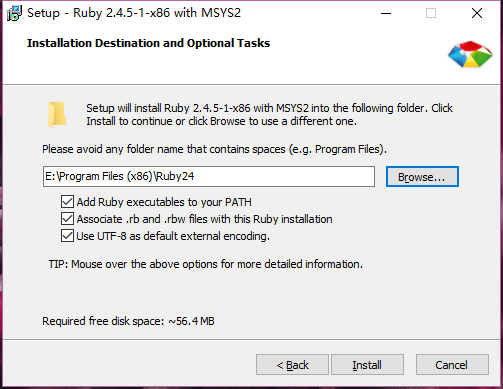 Setup - Ruby 2.4.5-1-x86 with MSYS2
Installation Destination and Optional Tasks
Setup will install Ruby 2.4.5-1-x86 with MSYS2 into the following folder. Click
Install to continue or click Browse to use a different one.
Please avoid any folder name that contains spaces (e.g. Program Files).
E:\Program Files (x86)\Ruby24
Browse...
Add Ruby executables to your PATH
Associate .rb and .rbw files with this Ruby installation
Use UTF-8 as default external encoding.
TIP: Mouse over the above options for more detailed information.
Required free disk space: ~56.4 MB
< Back
Install
Cancel